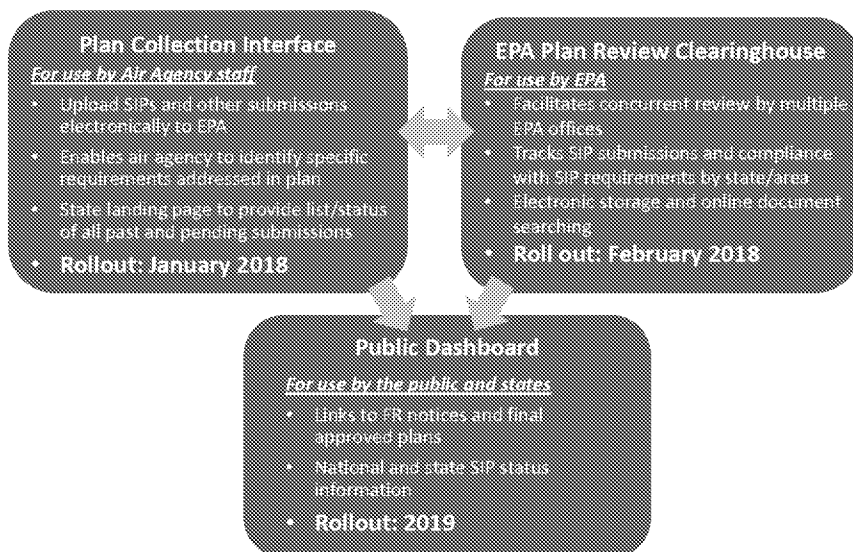 Plan Collection Interface
For use by Air Agency staff
• Upload SIPs and other submissions
electronically to EPA
• Enables air agency to identify specific
requirements addressed in plan
• State landing page to provide list/status
of all past and pending submissions
• Rollout: January 2018
EPA Plan Review Clearinghouse
For use by EPA
• Facilitates concurrent review by multiple
EPA offices
• Tracks SIP submissions and compliance
with SIP requirements by state/area
• Electronic storage and online document
searching
• Roll out: February 2018
Public Dashboard
For use by the public and states
• Links to FR notices and final
approved plans
• National and state SIP status
information
• Rollout: 2019